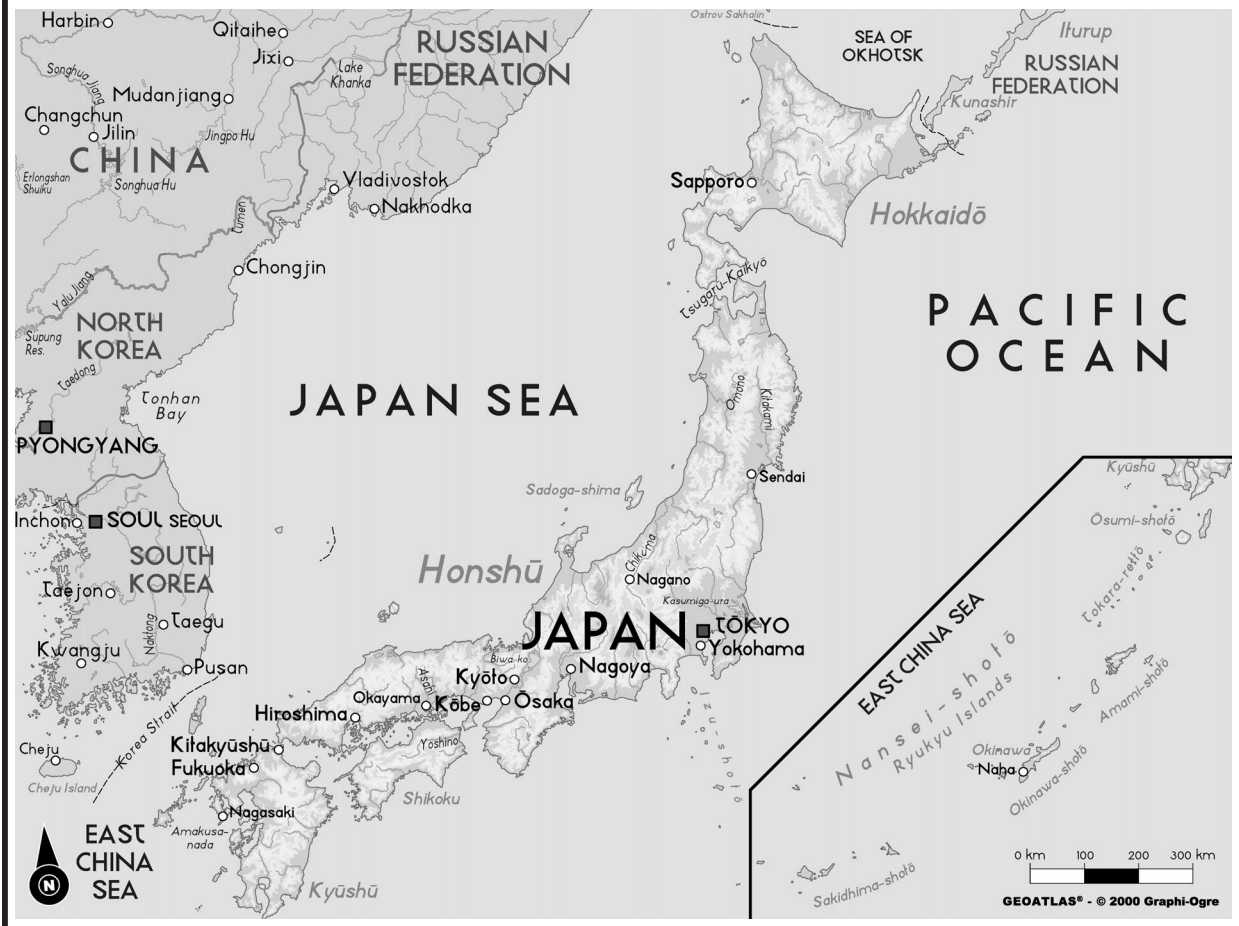 Harbin
Qitaihe
Jixi
RUSSIAN
FEDERATION
Ostrov Sakhalin
SEA OF
OKHOTSK
Iturup
RUSSIAN
FEDERATION
Kunashir
Songhua Jiang
Lake
Khanka
Mudanjiang
Changchun
Jilin
Jingpo Hu
CHINA
Erlongshan
Shuiku
Songhua Hu
Vladivostok
Nakhodka
Tumen
Sapporo
Hokkaidō
Chongjin
Yalu Jiang
Tsugaru-Kaikyō
PACIFIC
OCEAN
NORTH
KOREA
Supung
Res.
Taedong
Tonhan
Bay
JAPAN SEA
Omono
Kitakami
PYONGYANG
Sendai
Sadoga-shima
Inchon
SOUL SEOUL
SOUTH
KOREA
Honshū
Chikuma
Nagano
Taejon
Kasumiga-ura
Naktong
Taegu
JAPAN
TŌKYO
Yokohama
Kwangju
Pusan
Biwa-ko
Kyōto
Nagoya
Asahi
Okayama
Kōbe
Ōsaka
Izu-shotō
Hiroshima
Korea Strait
Kitakyūshū
Fukuoka
Yoshino
Shikoku
Cheju
Cheju Island
Nagasaki
Amakusa-
nada
Kyūshū
EAST
CHINA
SEA
N
Kyūshū
Ōsumi-shotō
Tokara-rettō
EAST CHINA SEA
Nansei-shotō
Ryukyu Islands
Amami-shotō
Okinawa
Naha
Okinawa-shotō
Sakidhima-shotō
0 km 100 200 300 km
GEOATLAS® - © 2000 Graphi-Ogre